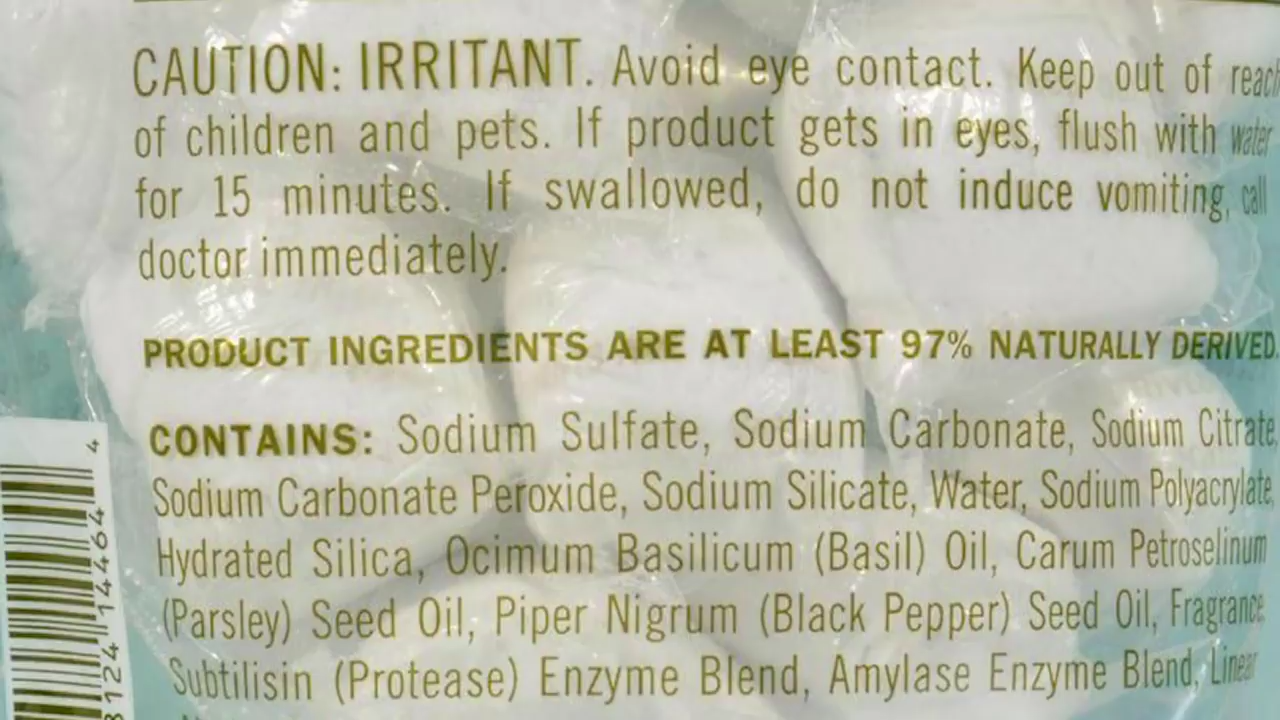 CAUTION: IRRITANT. Avoid eye contact. Keep out of reach
of children and pets. If product gets in eyes, flush with water
for 15 minutes. If swallowed, do not induce vomiting, call
doctor immediately.
PRODUCT INGREDIENTS ARE AT LEAST 97% NATURALLY DERIVED.
CONTAINS: Sodium Sulfate, Sodium Carbonate, Sodium Citrate,
Sodium Carbonate Peroxide, Sodium Silicate, Water, Sodium Polyacrylate,
Hydrated Silica, Ocimum Basilicum (Basil) Oil, Carum Petroselinum
(Parsley) Seed Oil, Piper Nigrum (Black Pepper) Seed Oil, Fragrance,
Subtilisin (Protease) Enzyme Blend, Amylase Enzyme Blend, Linear
8124 14464 4